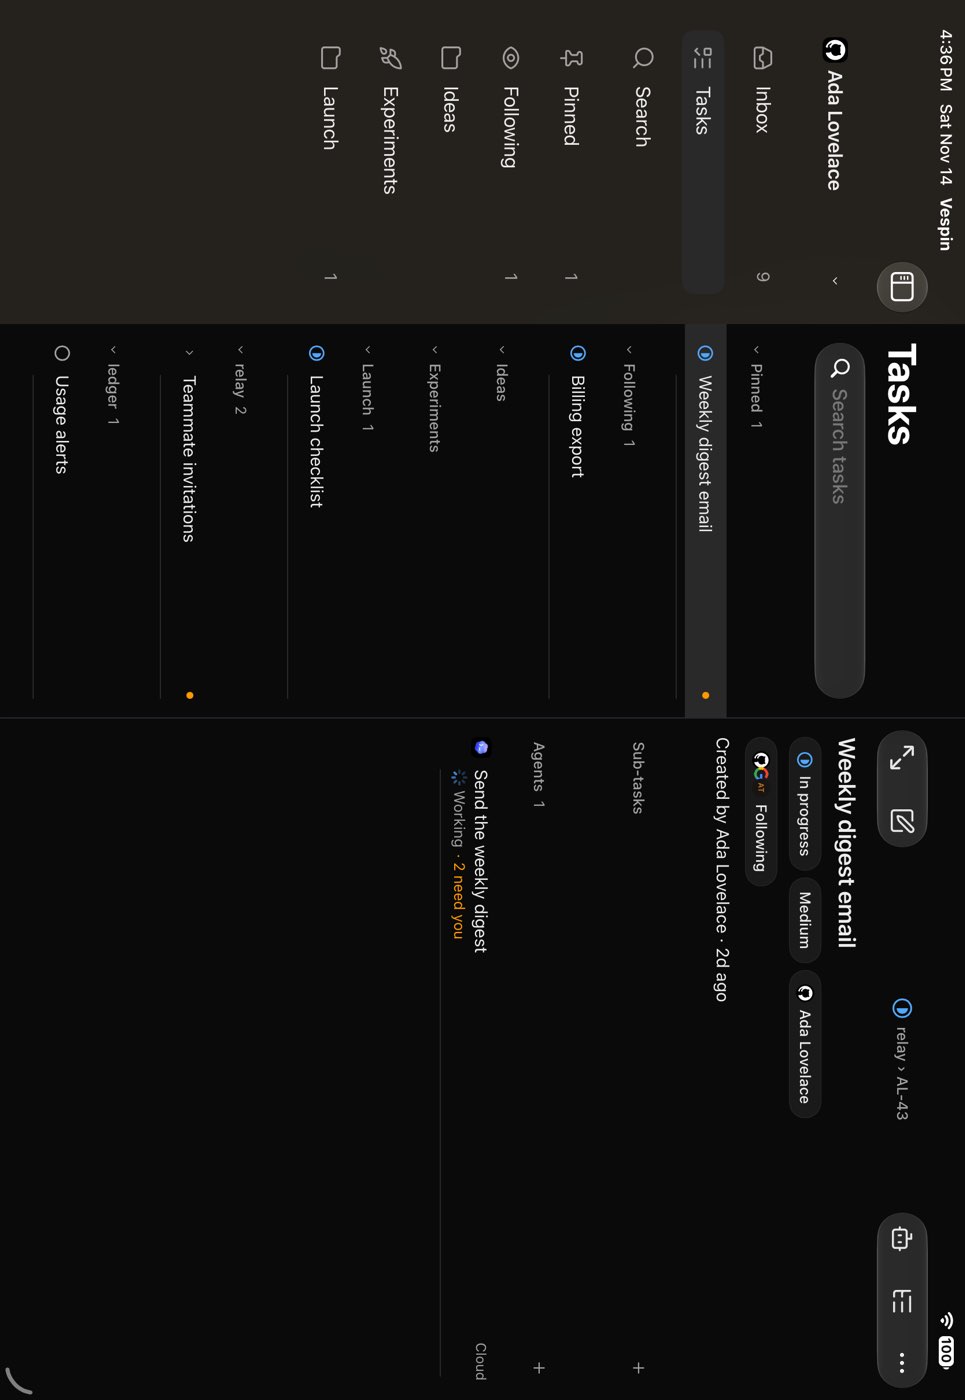 4:36 PM Sat Nov 14 Vespin
100
Ada Lovelace
Inbox 9
Tasks
Search
Pinned 1
Following 1
Ideas
Experiments
Launch 1
Tasks
Search tasks
Pinned 1
Weekly digest email
Following 1
Billing export
Ideas
Experiments
Launch 1
Launch checklist
relay 2
Teammate invitations
ledger 1
Usage alerts
relay › AL-43
Weekly digest email
In progress Medium Ada Lovelace
AT Following
Created by Ada Lovelace · 2d ago
Sub-tasks
Agents 1
Send the weekly digest Cloud
Working · 2 need you